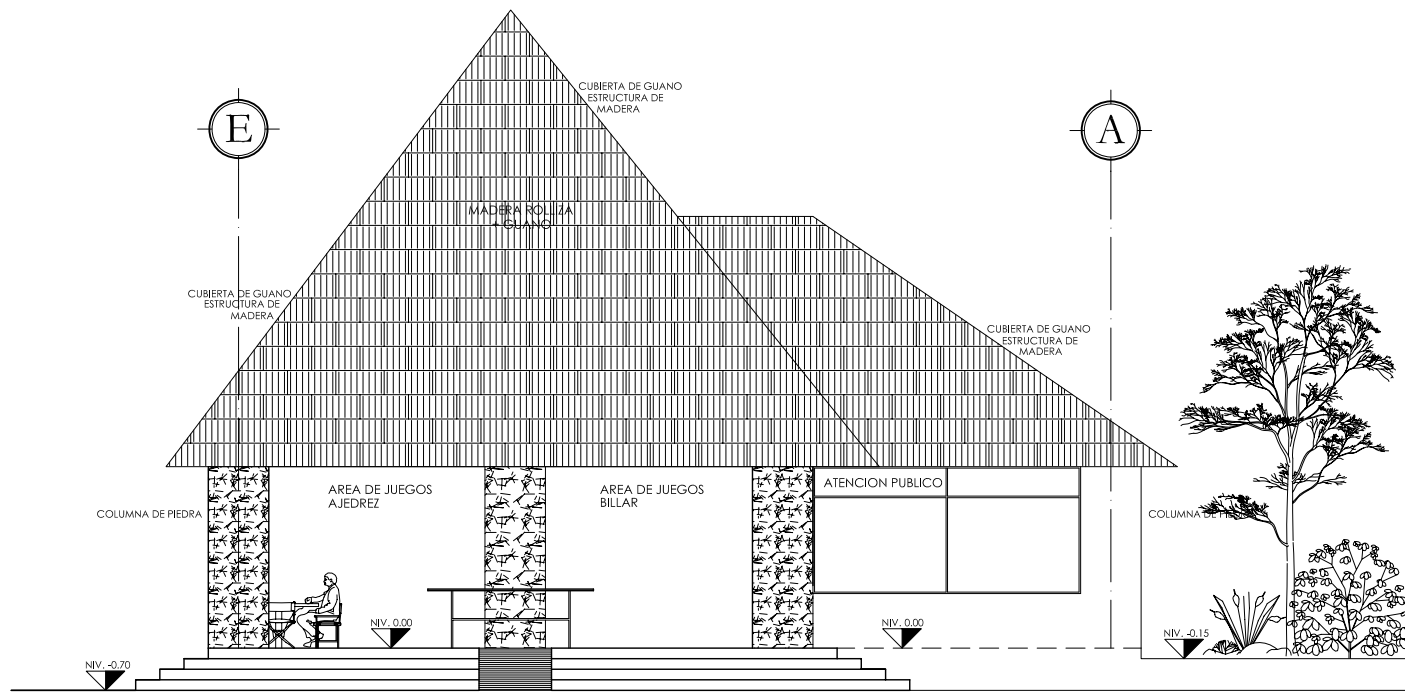 CUBIERTA DE GUANO
ESTRUCTURA DE
MADERA
E
A
MADERA ROLLIZA
+ GUANO
CUBIERTA DE GUANO
ESTRUCTURA DE
MADERA
CUBIERTA DE GUANO
ESTRUCTURA DE
MADERA
AREA DE JUEGOS
AJEDREZ
AREA DE JUEGOS
BILLAR
ATENCION PUBLICO
COLUMNA DE PIEDRA
COLUMNA DE PIEDRA
NIV. 0.00
NIV. 0.00
NIV. -0.15
NIV. -0.70